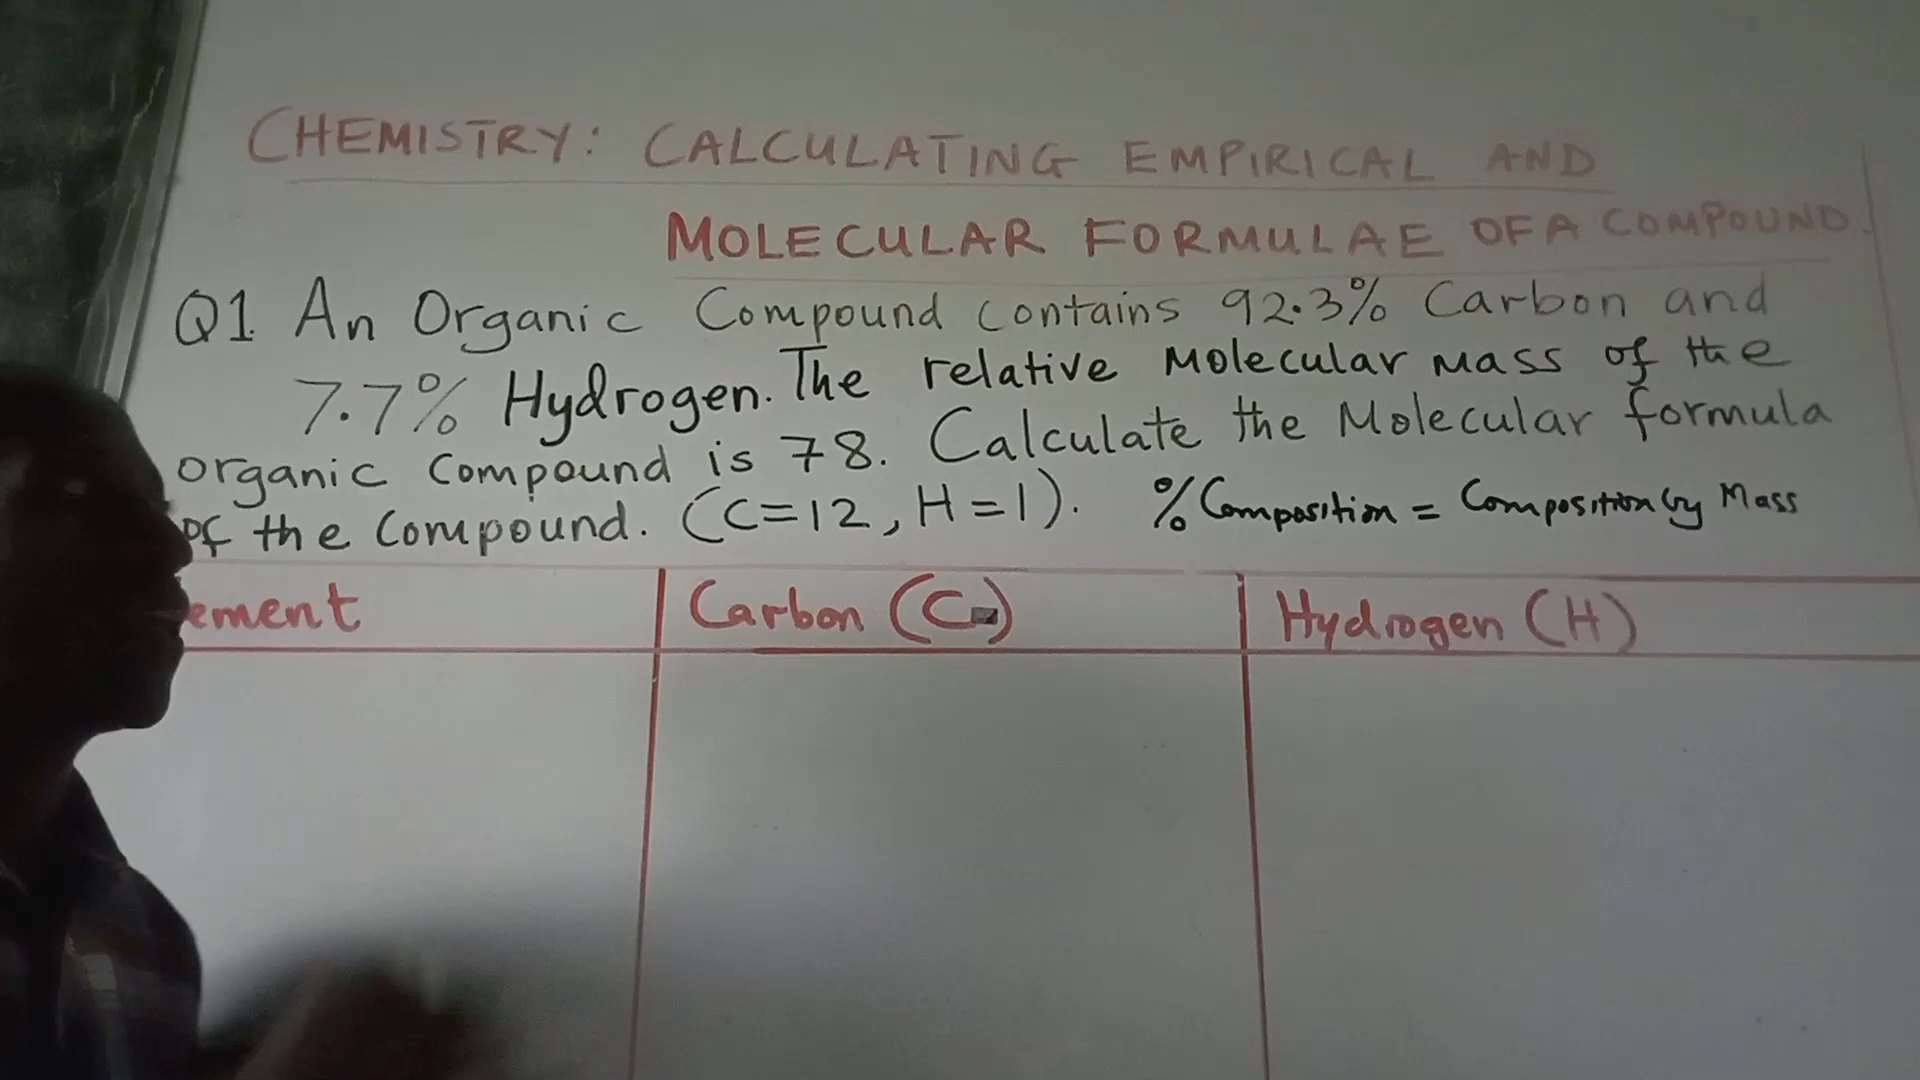 CHEMISTRY: CALCULATING EMPIRICAL AND
MOLECULAR FORMULAE OF A COMPOUND.
Q1. An Organic Compound contains 92.3% Carbon and
7.7% Hydrogen. The relative Molecular Mass of the
organic compound is 78. Calculate the Molecular formula
of the compound. (C=12, H=1). % Composition = Composition by Mass
ement Carbon (C) Hydrogen (H)